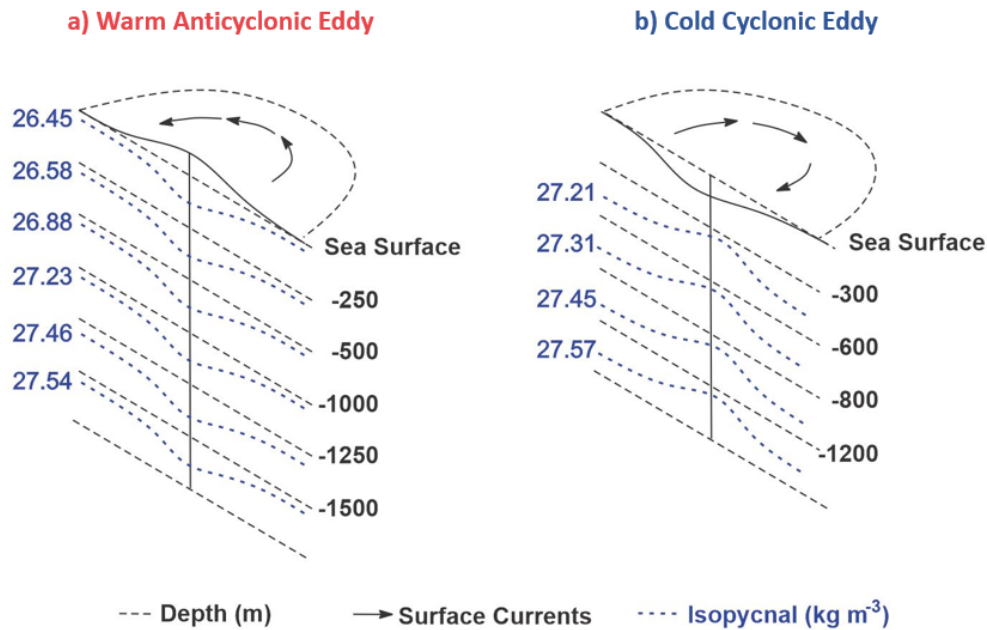 a) Warm Anticyclonic Eddy
b) Cold Cyclonic Eddy
26.45
26.58
26.88
27.23
27.46
27.54
Sea Surface
-250
-500
-1000
-1250
-1500
27.21
27.31
27.45
27.57
Sea Surface
-300
-600
-800
-1200
--- Depth (m)
Surface Currents
Isopycnal (kg m⁻³)